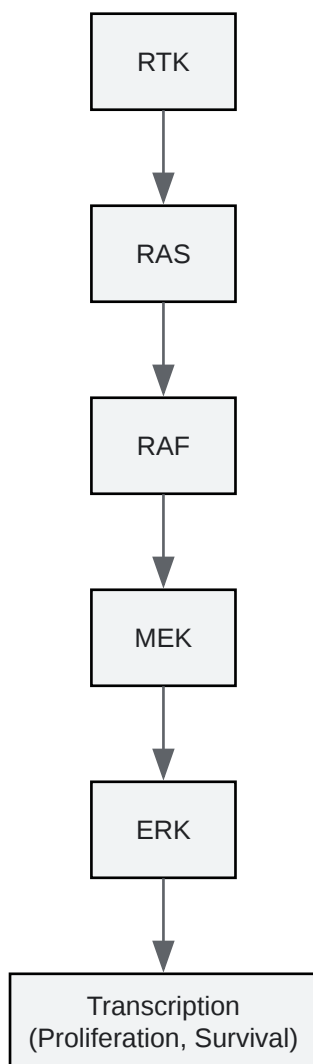 RTK
RAS
RAF
MEK
ERK
Transcription
(Proliferation, Survival)